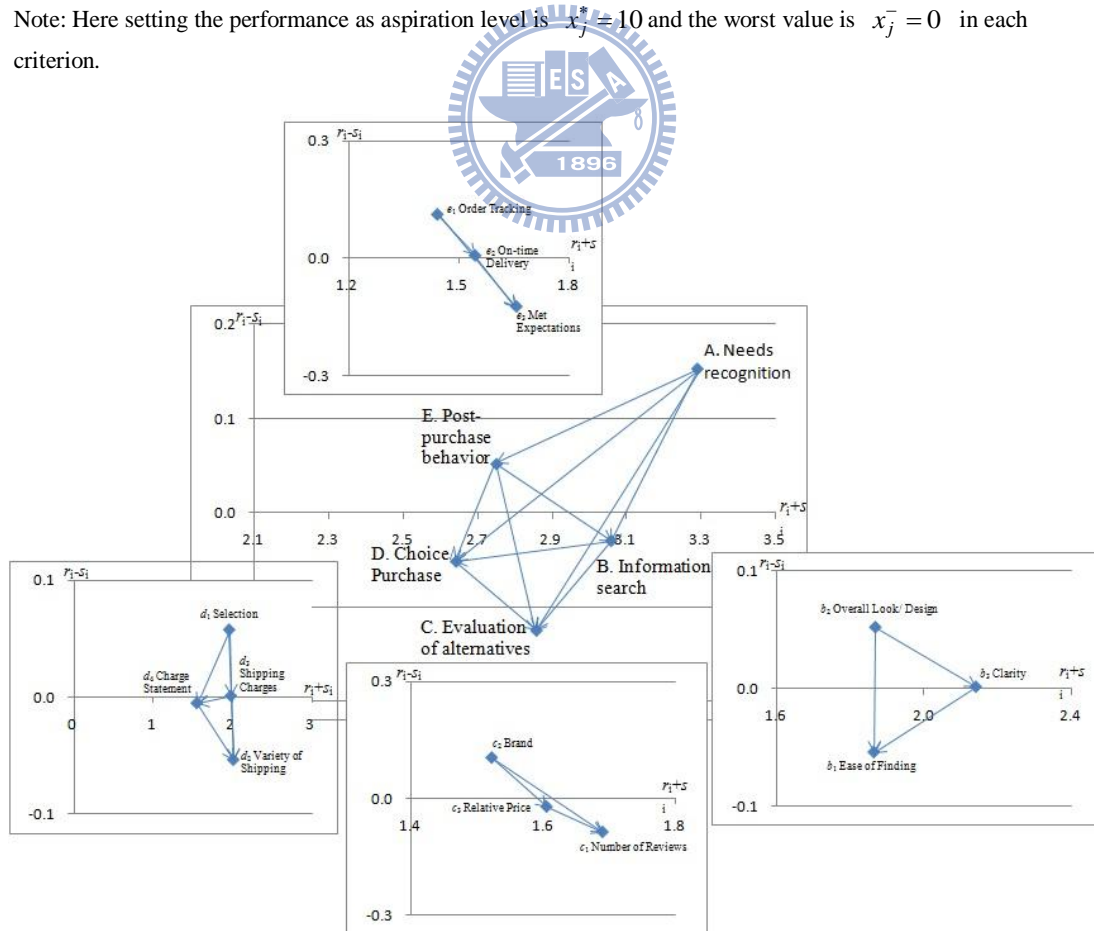 Note: Here setting the performance as aspiration level is x*j = 10 and the worst value is x−j = 0 in each
criterion.
ESA
1896
ri-si
0.3
e1 Order Tracking
e2 On-time
Delivery
ri+s
i
0.0
1.2
1.5
1.8
e3 Met
Expectations
-0.3
0.2
ri-si
A. Needs
recognition
0.1
E. Post-
purchase
behavior
0.0
ri+s
i
2.1
2.3
2.5
2.7
2.9
3.1
3.3
3.5
D. Choice
Purchase
B. Information
search
C. Evaluation
of alternatives
ri-si
0.1
d1 Selection
d3
Shipping
Charges
d4 Charge
Statement
0.0
ri+si
0
1
2
3
d2 Variety of
Shipping
-0.1
ri-si
0.3
c2 Brand
ri+s
i
0.0
c3 Relative Price
1.4
1.6
1.8
c1 Number of Reviews
-0.3
ri-si
0.1
b2 Overall Look/ Design
b3 Clarity
ri+s
i
0.0
1.6
2.0
2.4
b1 Ease of Finding
-0.1